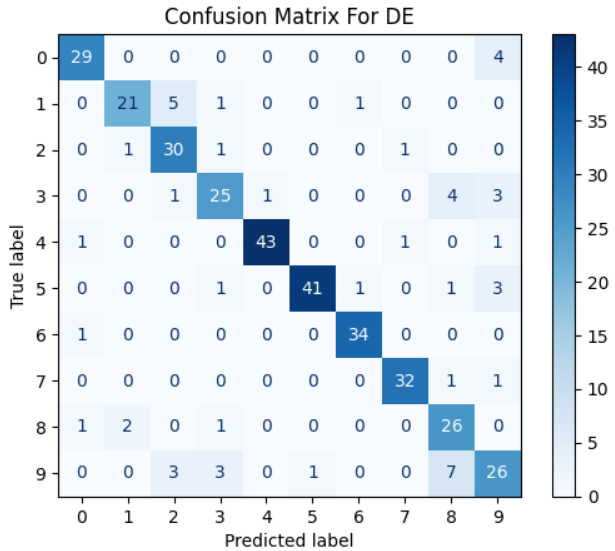 Confusion Matrix For DE
0 29 0 0 0 0 0 0 0 0 4
1 0 21 5 1 0 0 1 0 0 0
2 0 1 30 1 0 0 0 1 0 0
3 0 0 1 25 1 0 0 0 4 3
4 1 0 0 0 43 0 0 1 0 1
5 0 0 0 1 0 41 1 0 1 3
6 1 0 0 0 0 0 34 0 0 0
7 0 0 0 0 0 0 0 32 1 1
8 1 2 0 1 0 0 0 0 26 0
9 0 0 3 3 0 1 0 0 7 26
0 1 2 3 4 5 6 7 8 9
Predicted label
True label
40
35
30
25
20
15
10
5
0